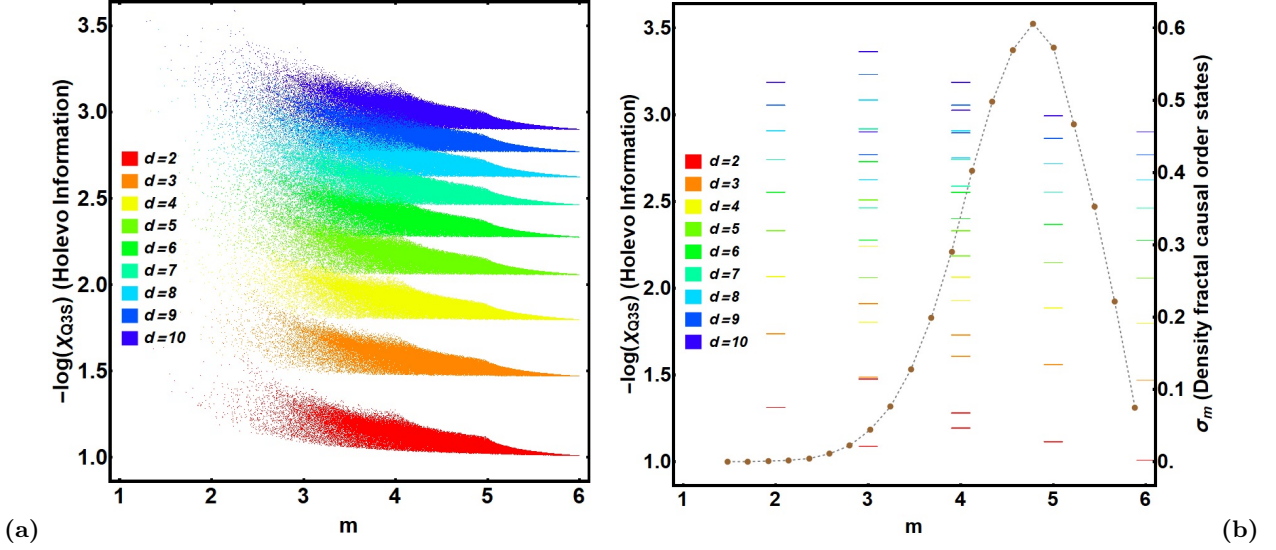 −log(χQ3S) (Holevo Information)
3.5
3.0
2.5
2.0
1.5
1.0
d=2
d=3
d=4
d=5
d=6
d=7
d=8
d=9
d=10
1 2 3 4 5 6
m
(a)
−log(χQ3S) (Holevo Information)
3.5
3.0
2.5
2.0
1.5
1.0
d=2
d=3
d=4
d=5
d=6
d=7
d=8
d=9
d=10
1 2 3 4 5 6
m
0.6
0.5
0.4
0.3
0.2
0.1
0.
σm (Density fractal causal order states)
(b)